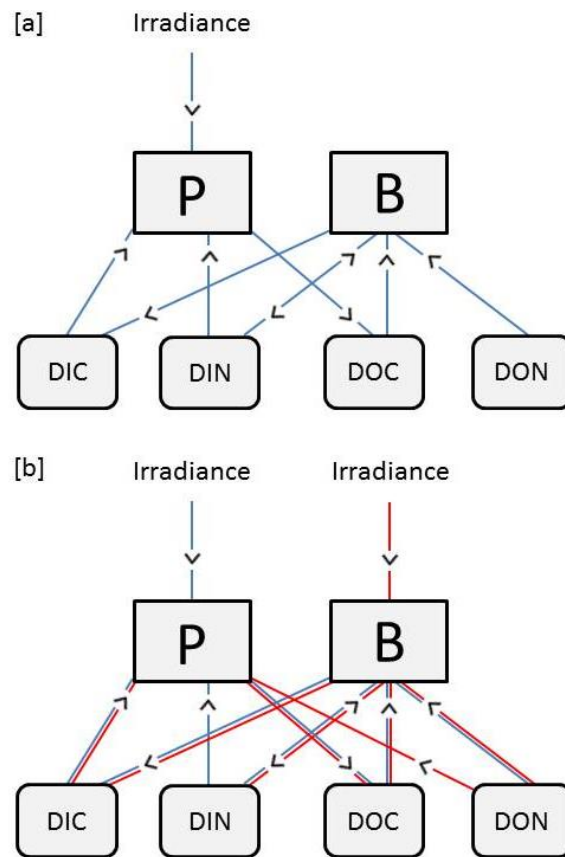 [a] Irradiance
P B
DIC DIN DOC DON
[b] Irradiance Irradiance
P B
DIC DIN DOC DON